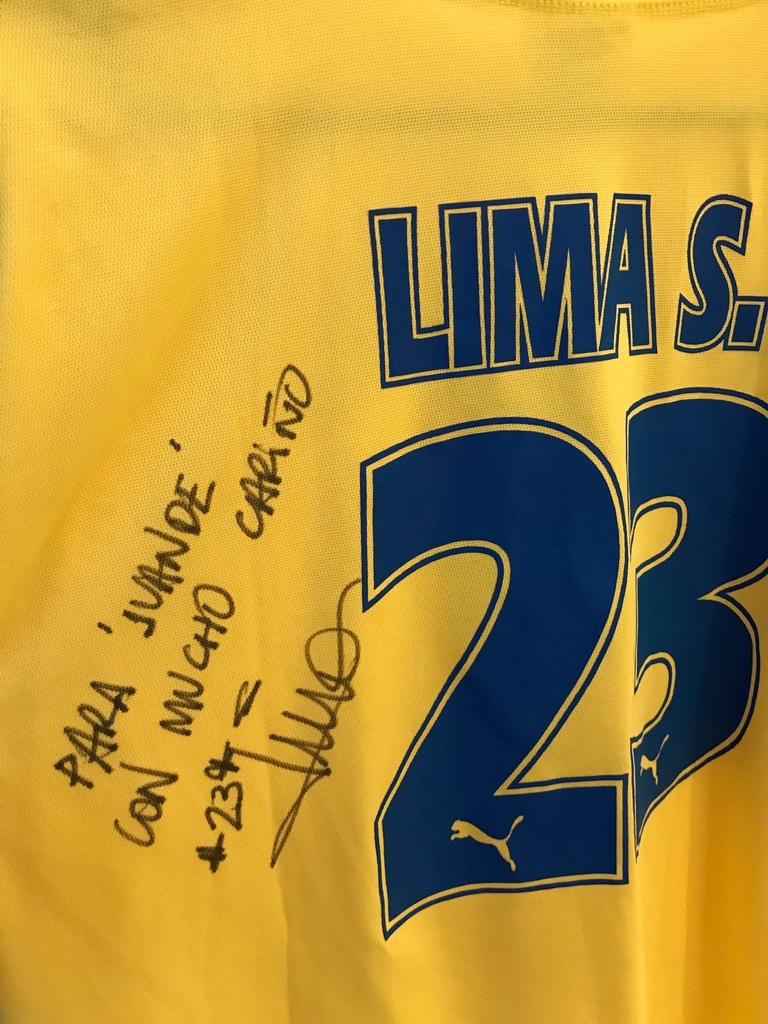 LIMA S.
23
PARA 'JUANDE'
CON MUCHO CARIÑO
*23*